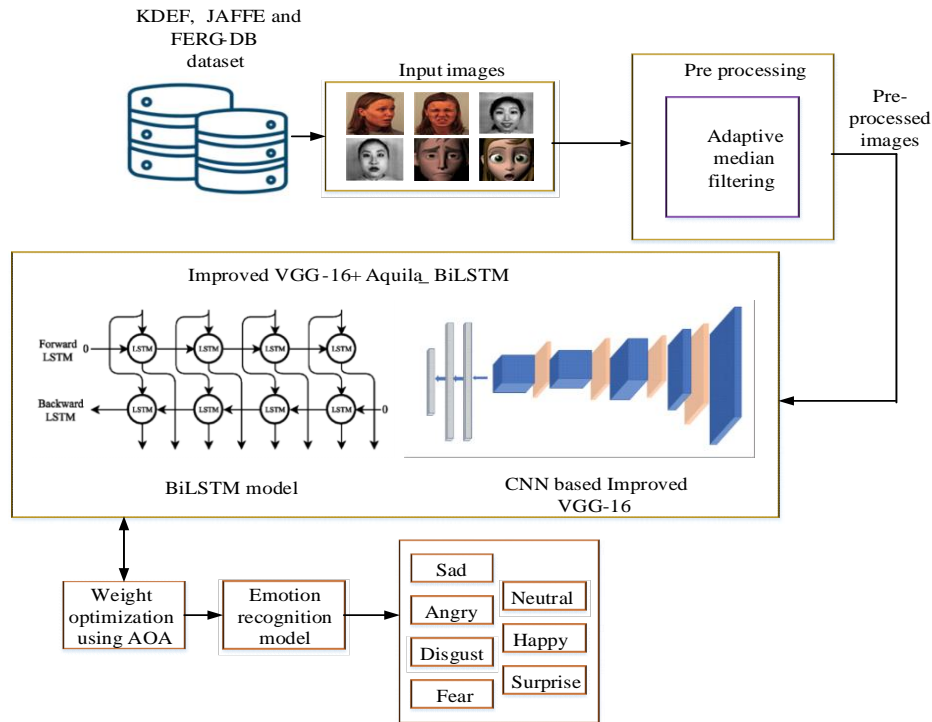 KDEF, JAFFE and
FERG-DB
dataset
Input images
Pre processing
Adaptive
median
filtering
Pre-
processed
images
Improved VGG-16+ Aquila_ BiLSTM
Forward
LSTM
0
LSTM
LSTM
LSTM
LSTM
Backward
LSTM
LSTM
LSTM
LSTM
LSTM
0
BiLSTM model
CNN based Improved
VGG-16
Weight
optimization
using AOA
Emotion
recognition
model
Sad
Angry
Disgust
Fear
Neutral
Happy
Surprise